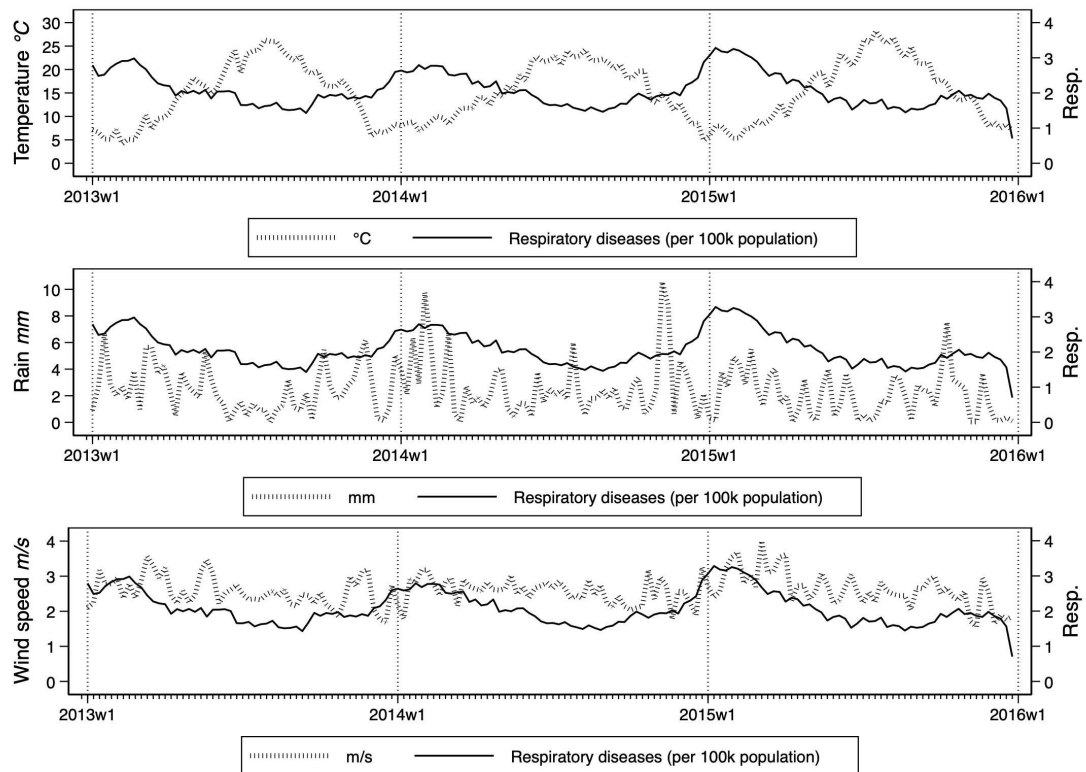 Temperature °C
30
25
20
15
10
5
0
4
3
2
1
0
Resp.
2013w1 2014w1 2015w1 2016w1
°C Respiratory diseases (per 100k population)
Rain mm
10
8
6
4
2
0
4
3
2
1
0
Resp.
2013w1 2014w1 2015w1 2016w1
mm Respiratory diseases (per 100k population)
Wind speed m/s
4
3
2
1
0
4
3
2
1
0
Resp.
2013w1 2014w1 2015w1 2016w1
m/s Respiratory diseases (per 100k population)